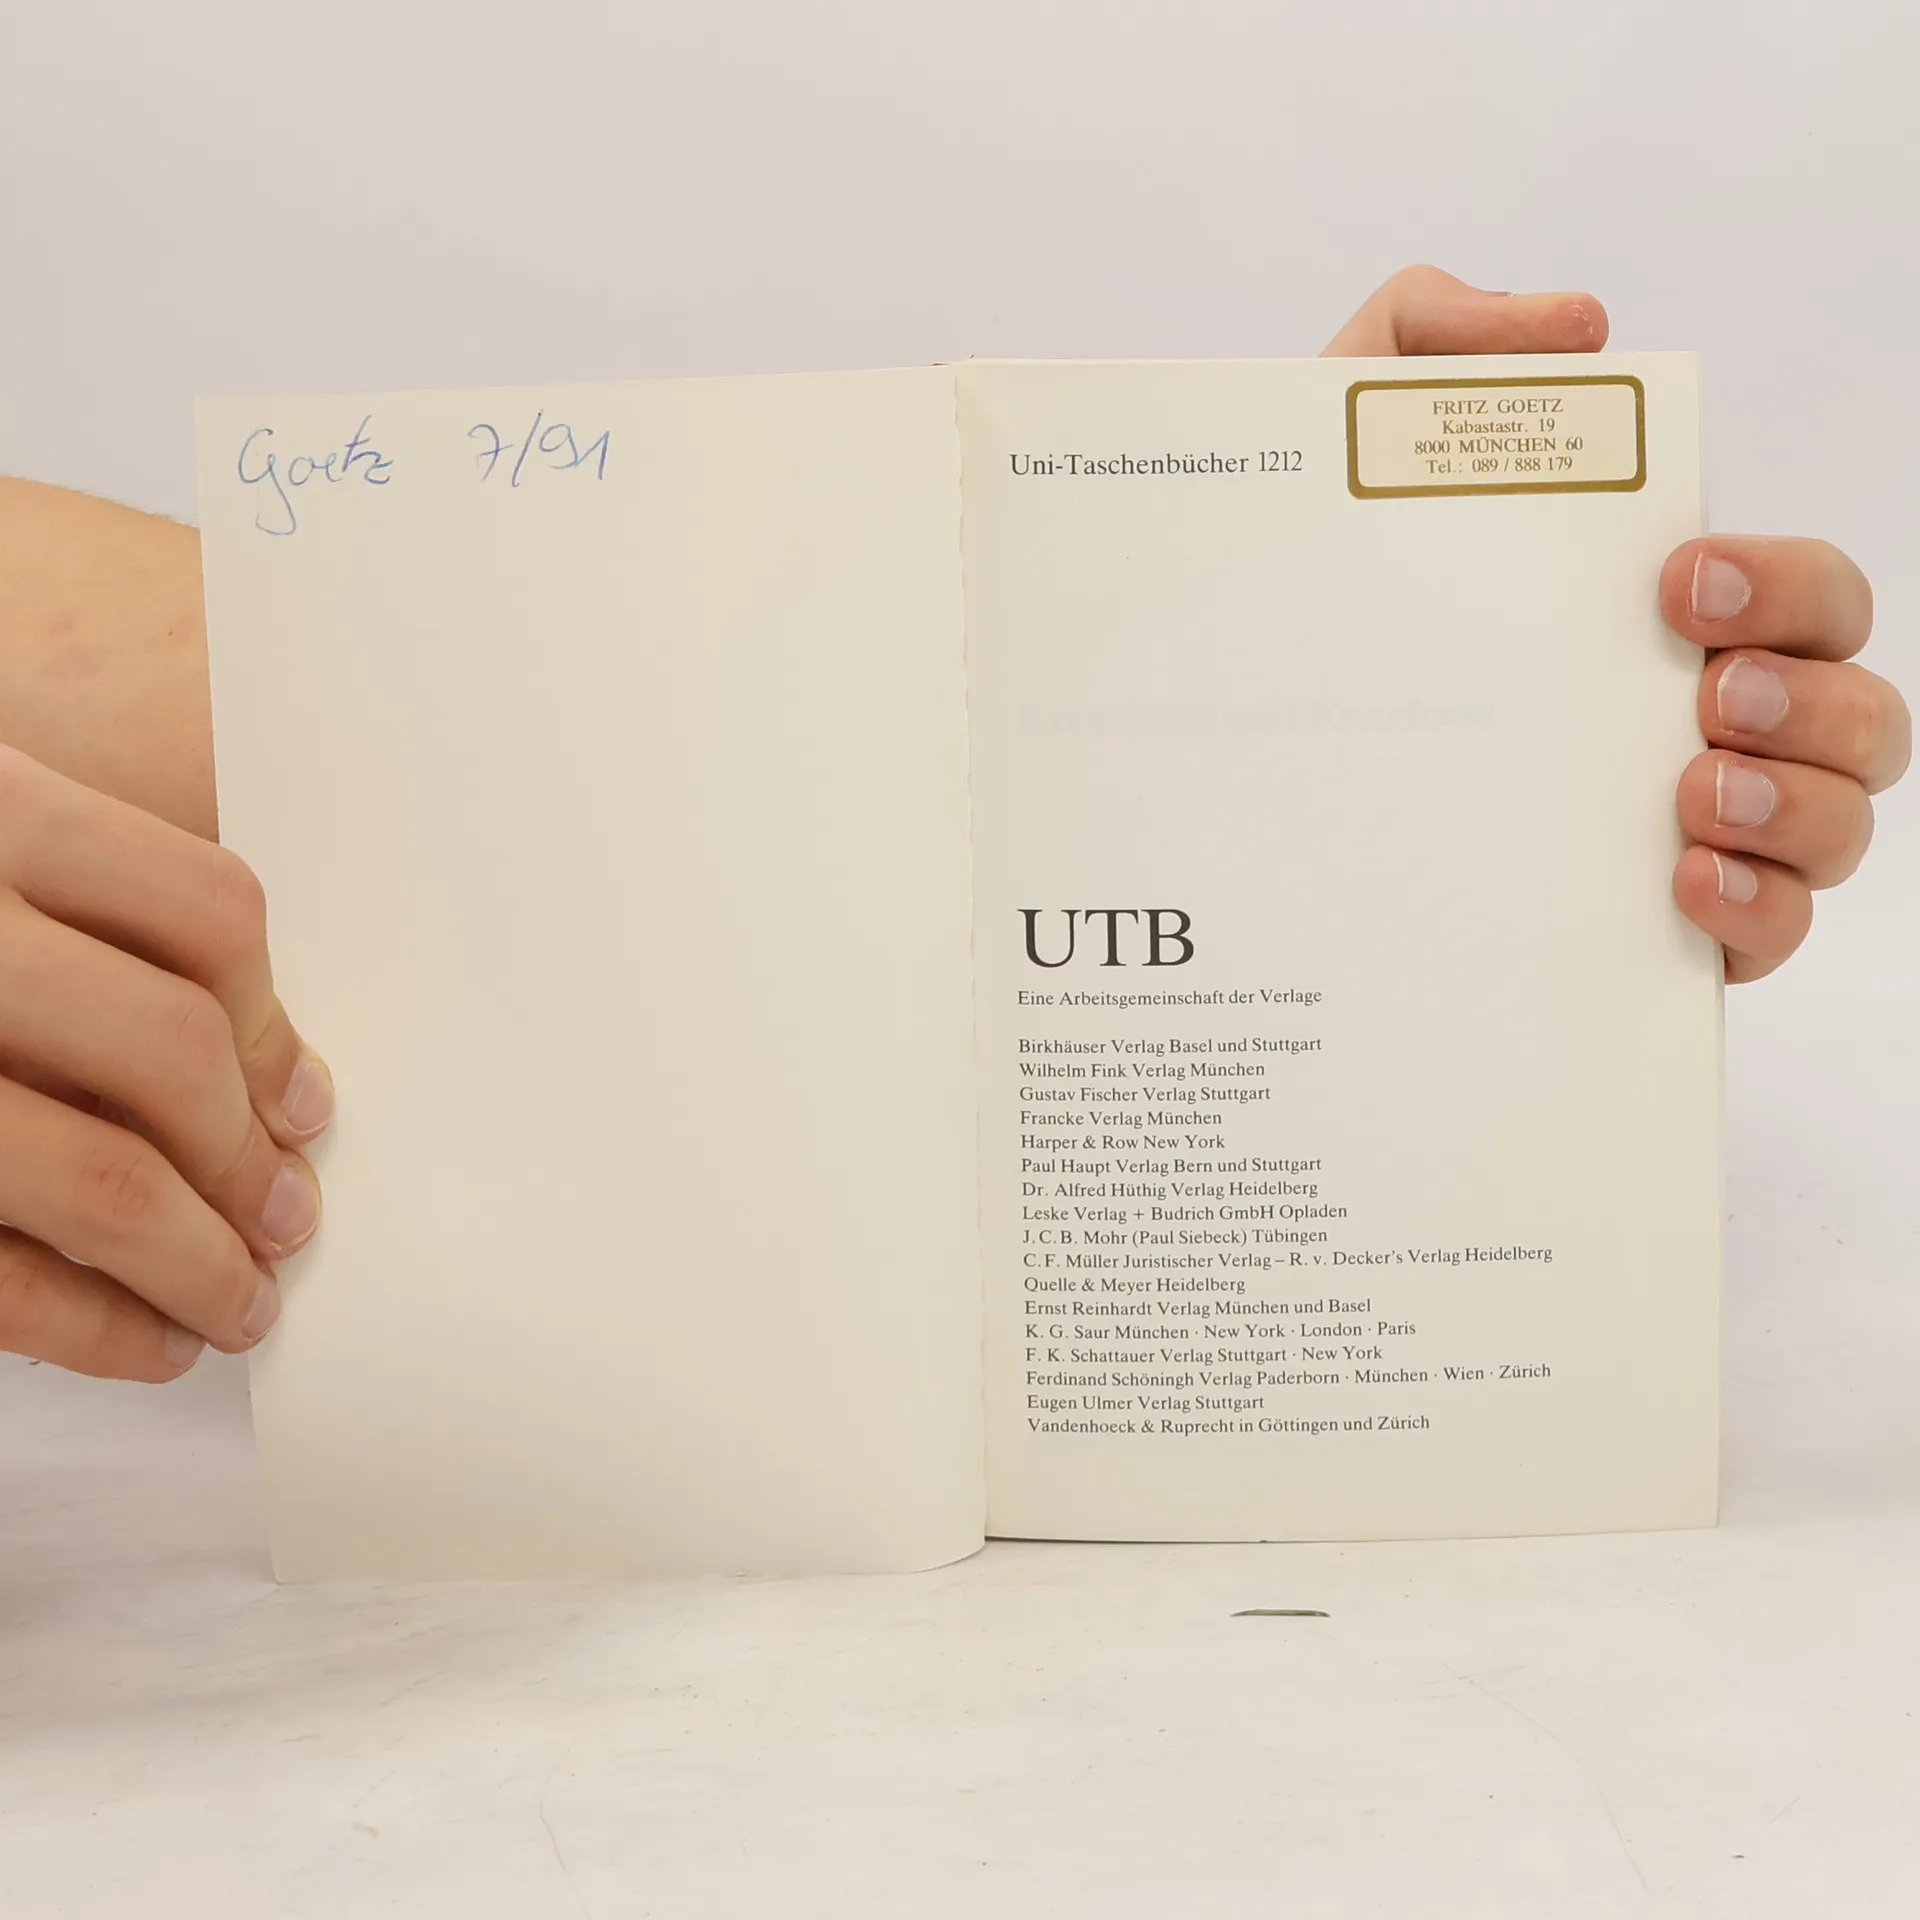 Goetz 7/91
FRITZ GOETZ
Kabastastr. 19
8000 MÜNCHEN 60
Tel.: 089 / 888 179
Uni-Taschenbücher 1212
UTB
Eine Arbeitsgemeinschaft der Verlage
Birkhäuser Verlag Basel und Stuttgart
Wilhelm Fink Verlag München
Gustav Fischer Verlag Stuttgart
Francke Verlag München
Harper & Row New York
Paul Haupt Verlag Bern und Stuttgart
Dr. Alfred Hüthig Verlag Heidelberg
Leske Verlag + Budrich GmbH Opladen
J. C. B. Mohr (Paul Siebeck) Tübingen
C. F. Müller Juristischer Verlag – R. v. Decker's Verlag Heidelberg
Quelle & Meyer Heidelberg
Ernst Reinhardt Verlag München und Basel
K. G. Saur München · New York · London · Paris
F. K. Schattauer Verlag Stuttgart · New York
Ferdinand Schöningh Verlag Paderborn · München · Wien · Zürich
Eugen Ulmer Verlag Stuttgart
Vandenhoeck & Ruprecht in Göttingen und Zürich